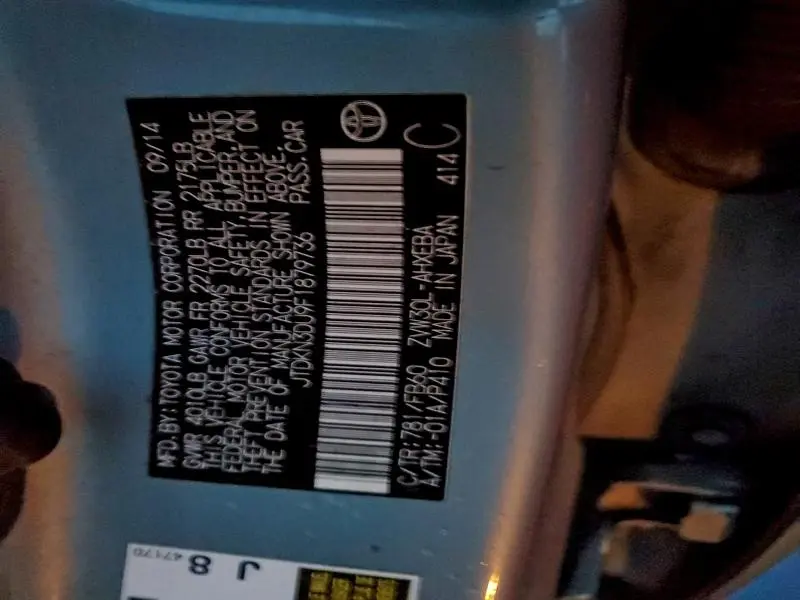 MFD.BY:TOYOTA MOTOR CORPORATION 09/14
GVWR 4010LB GAWR FR 2270LB RR 2175LB
THIS VEHICLE CONFORMS TO ALL APPLICABLE
FEDERAL MOTOR VEHICLE SAFETY, BUMPER, AND
THEFT PREVENTION STANDARDS IN EFFECT ON
THE DATE OF MANUFACTURE SHOWN ABOVE.
JTDKN3DU9F1879736 PASS.CAR
C/TR:781/FB60 ZVW30L-AHXEBA
A/TM:-01A/P410 MADE IN JAPAN 414 C
J 8
47170